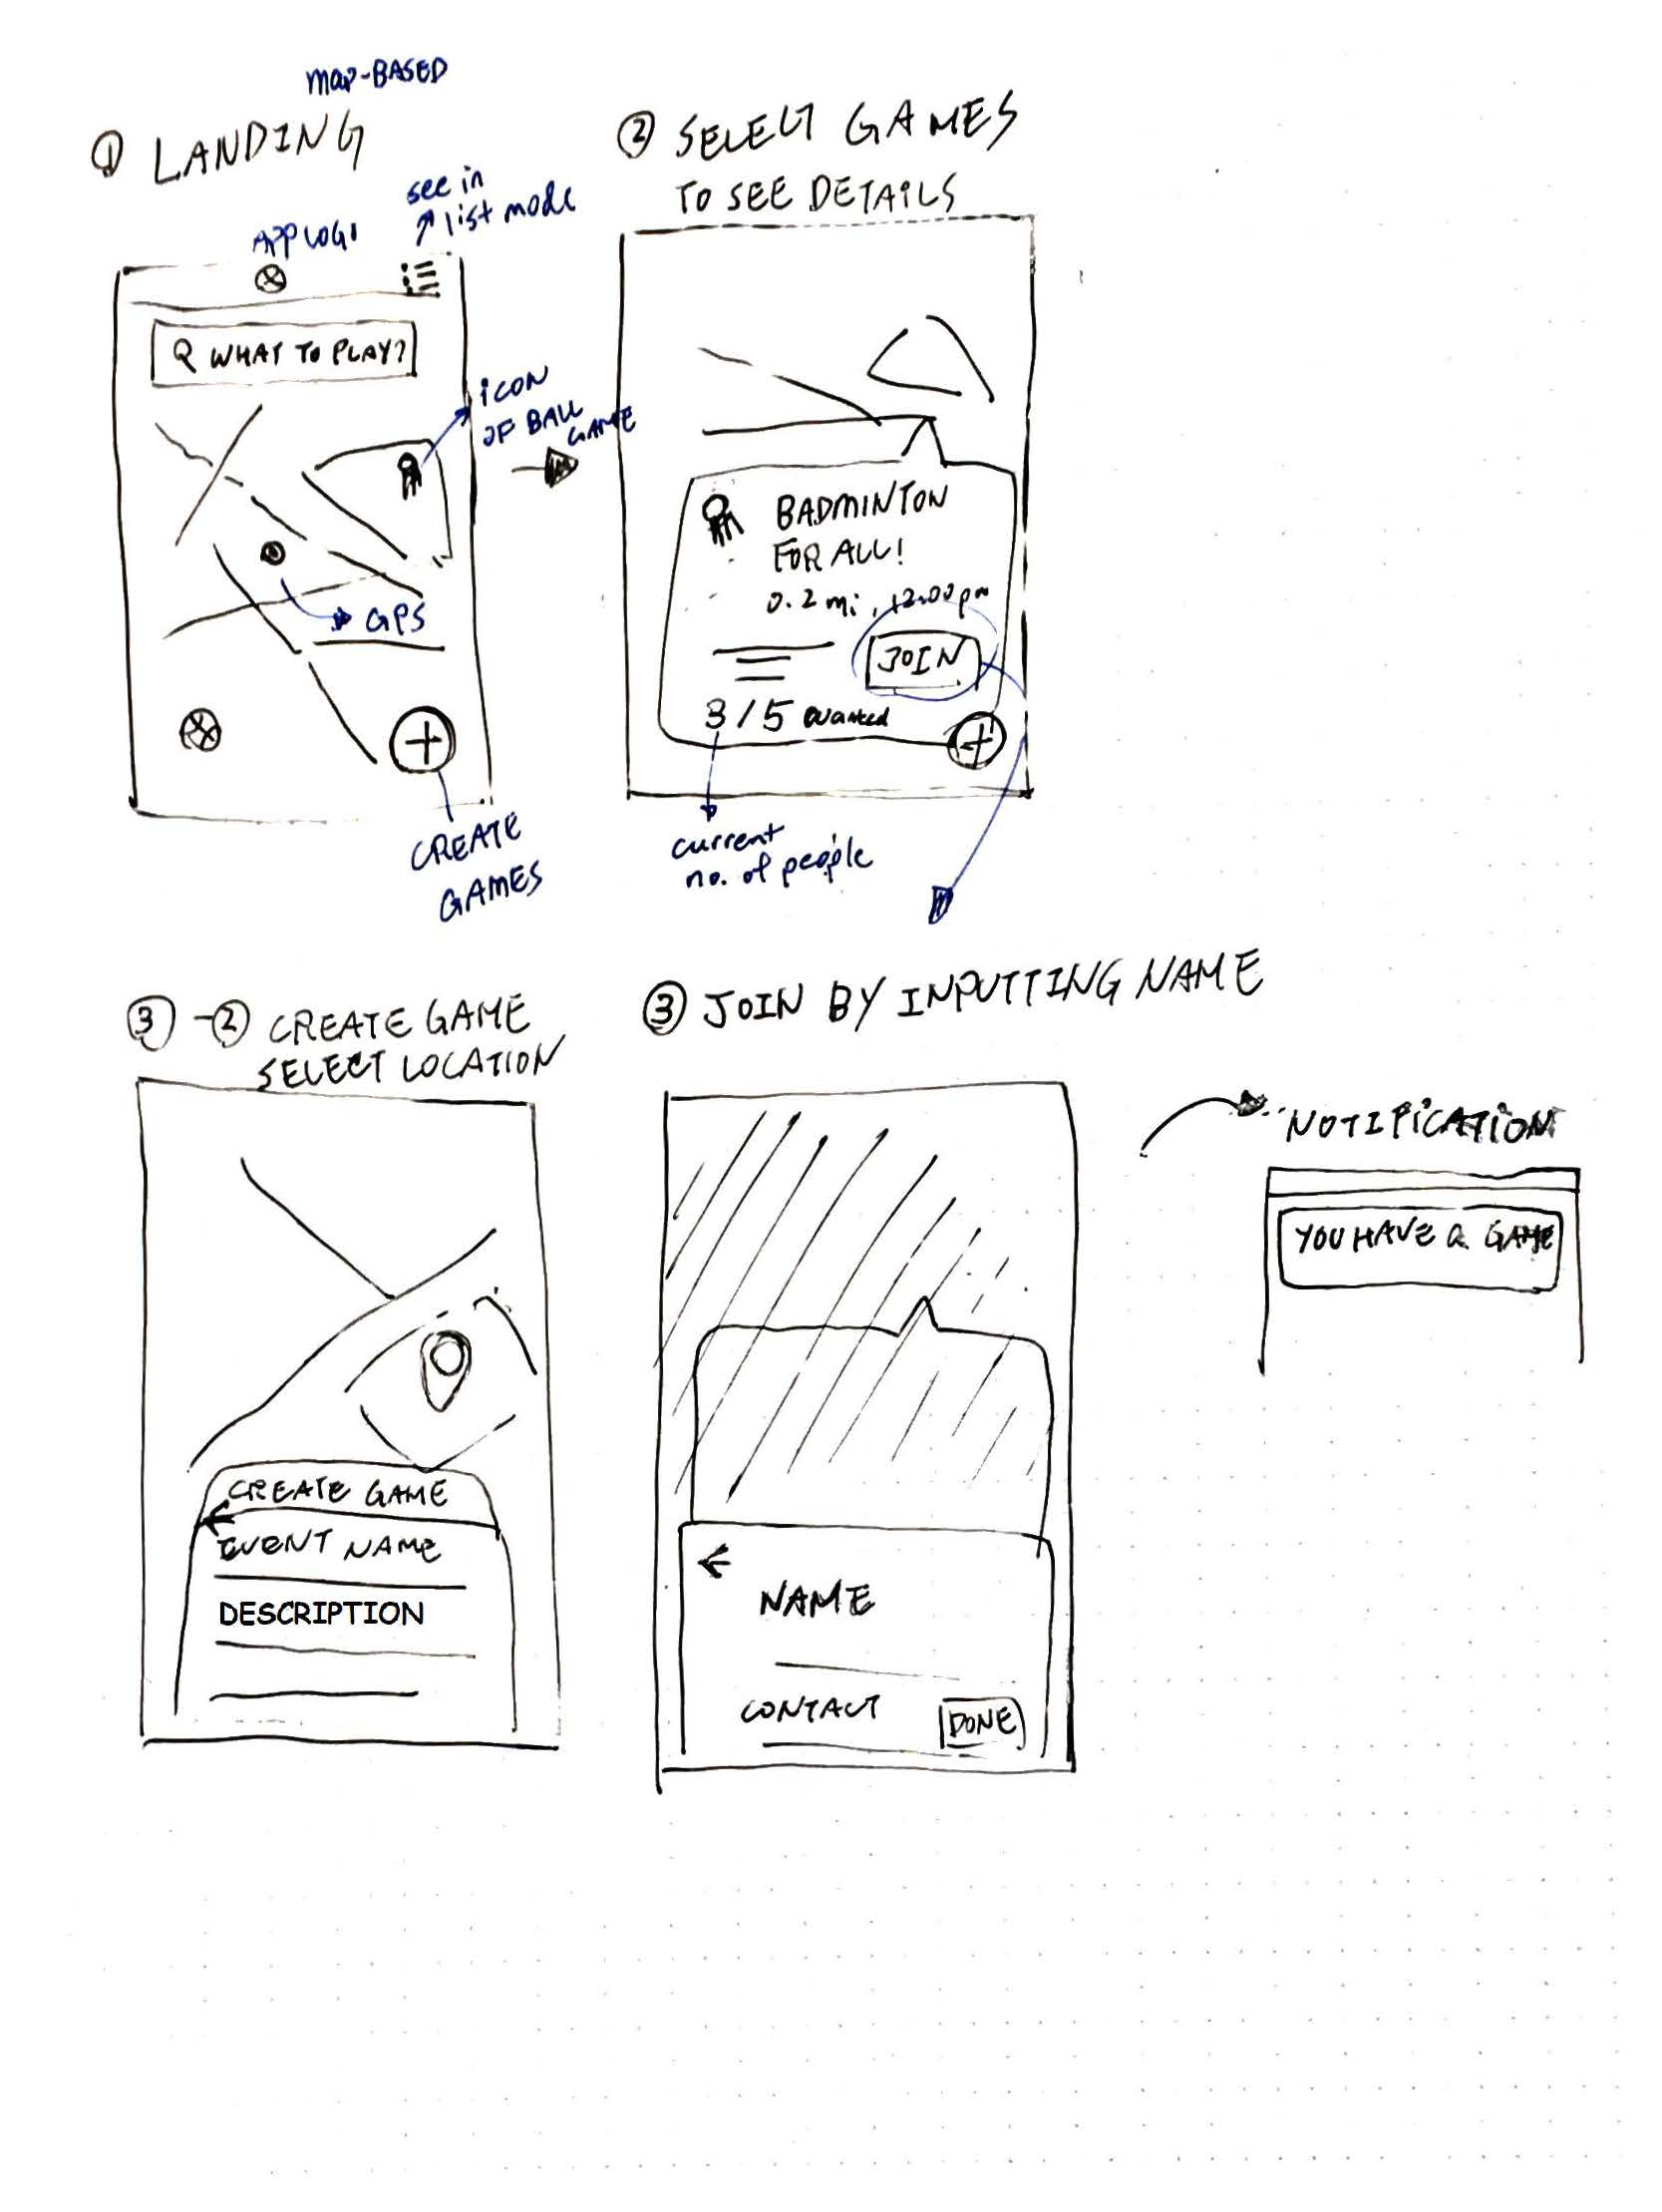 map-BASED
① LANDING
see in
list mode
APP LOGO
Q WHAT TO PLAY?
iCON
OF BALL
GAME
GPS
CREATE
GAMES
② SELECT GAMES
TO SEE DETAILS
BADMINTON
FOR ALL!
0.2 mi, 12:00pm
JOIN
3/5 wanted
current
no. of people
③-② CREATE GAME
SELECT LOCATION
CREATE GAME
EVENT NAME
DESCRIPTION
③ JOIN BY INPUTTING NAME
NAME
CONTACT
DONE
NOTIFICATION
YOU HAVE A GAME